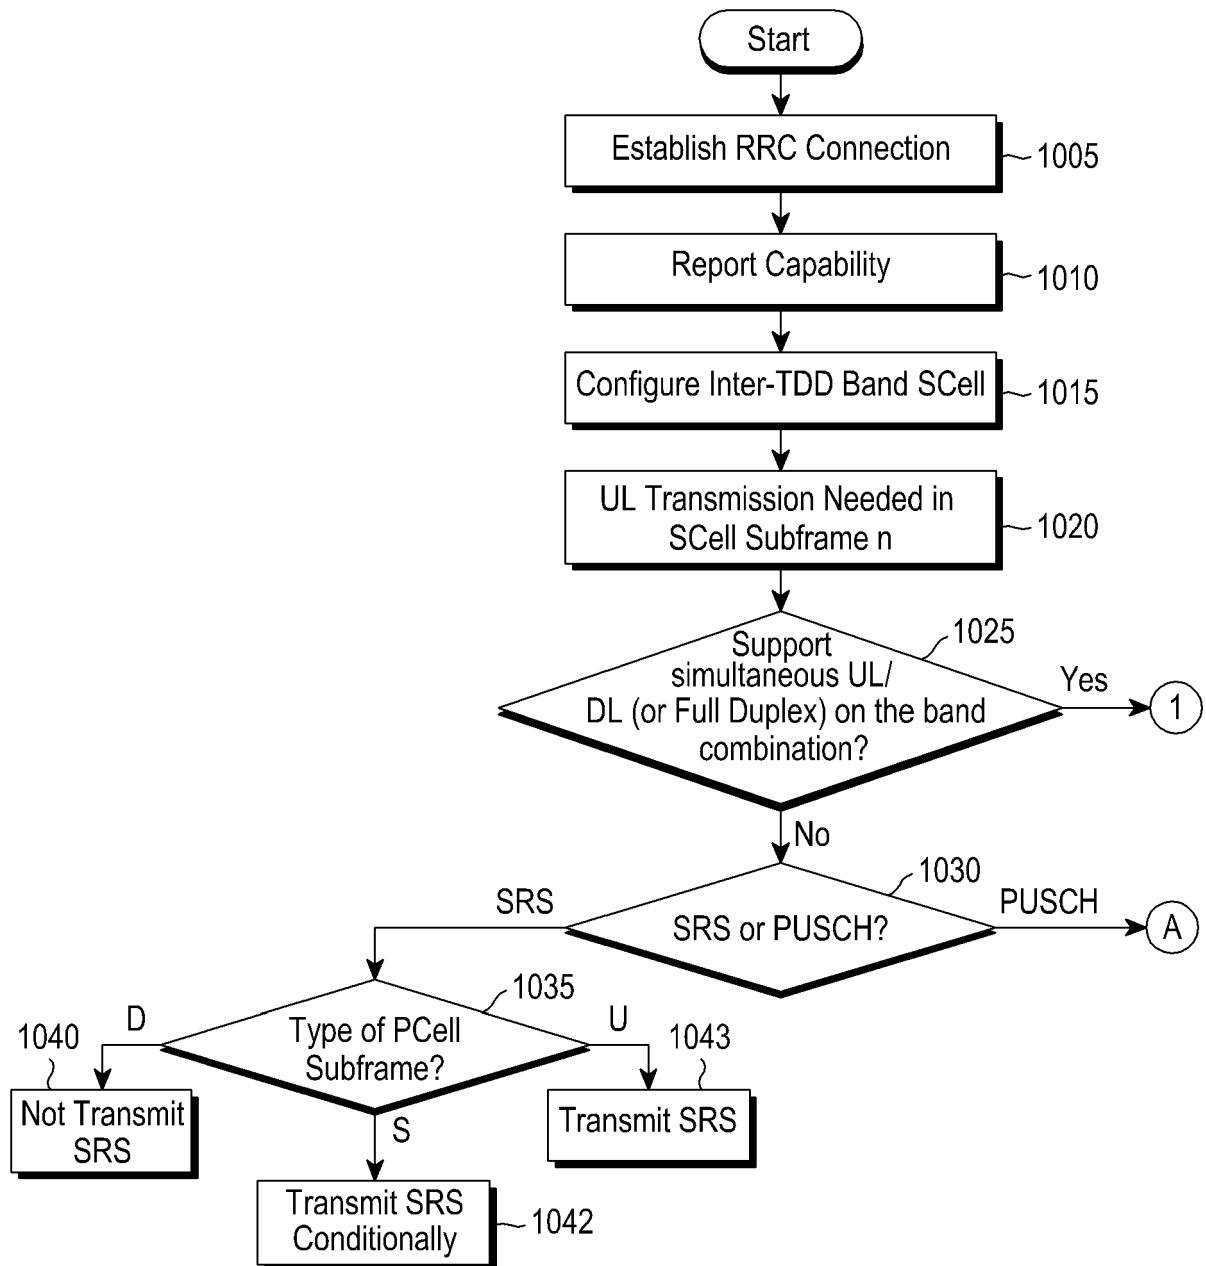 Start
Establish RRC Connection
1005
Report Capability
1010
Configure Inter-TDD Band SCell
1015
UL Transmission Needed in
SCell Subframe n
1020
1025
Support
simultaneous UL/
DL (or Full Duplex) on the band
combination?
Yes
1
No
1030
SRS
SRS or PUSCH?
PUSCH
A
1035
Type of PCell
Subframe?
D
U
S
1040
Not Transmit
SRS
1043
Transmit SRS
Transmit SRS
Conditionally
1042